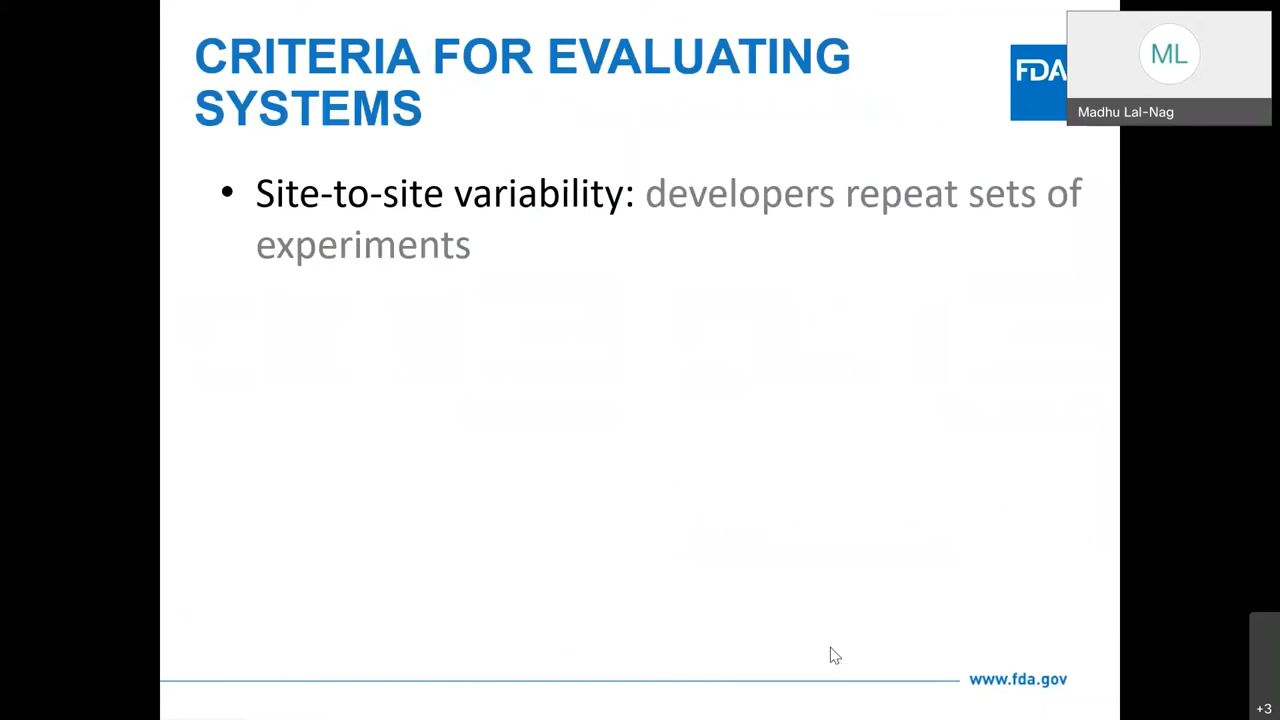 CRITERIA FOR EVALUATING
SYSTEMS
FDA
ML
Madhu Lal-Nag
• Site-to-site variability: developers repeat sets of
experiments
www.fda.gov
+3